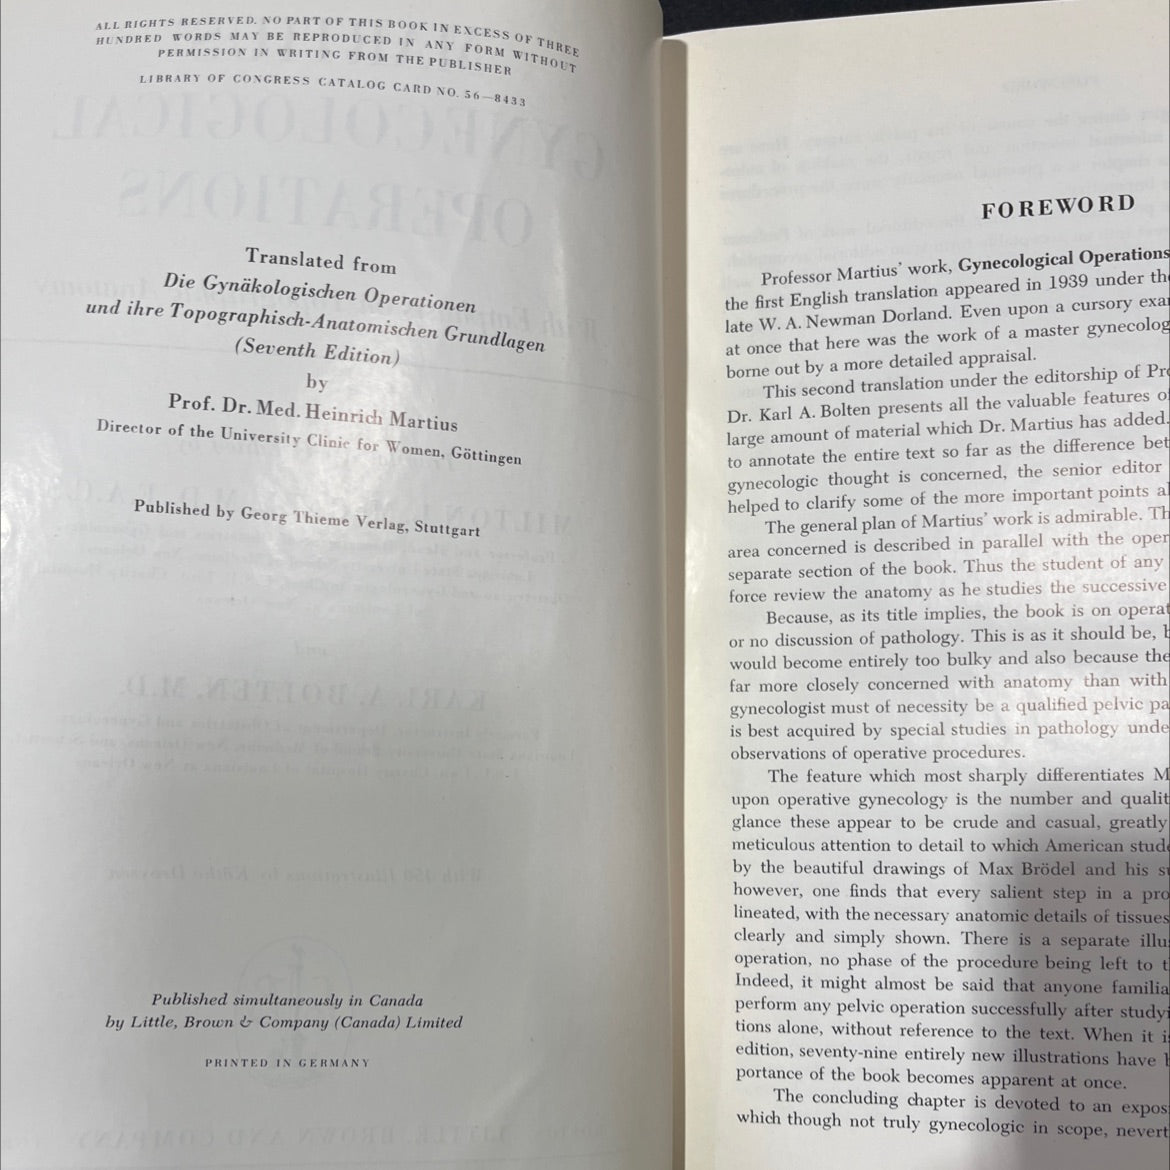 ALL RIGHTS RESERVED. NO PART OF THIS BOOK IN EXCESS OF THREE
HUNDRED WORDS MAY BE REPRODUCED IN ANY FORM WITHOUT
PERMISSION IN WRITING FROM THE PUBLISHER
LIBRARY OF CONGRESS CATALOG CARD NO. 56—8433
Translated from
Die Gynäkologischen Operationen
und ihre Topographisch-Anatomischen Grundlagen
(Seventh Edition)
by
Prof. Dr. Med. Heinrich Martius
Director of the University Clinic for Women, Göttingen
Published by Georg Thieme Verlag, Stuttgart
Published simultaneously in Canada
by Little, Brown & Company (Canada) Limited
PRINTED IN GERMANY
FOREWORD
Professor Martius' work, Gynecological Operations
the first English translation appeared in 1939 under
late W. A. Newman Dorland. Even upon a cursory
at once that here was the work of a master
borne out by a more detailed appraisal.
This second translation under the editorship of
Dr. Karl A. Bolten presents all the valuable features
large amount of material which Dr. Martius has added.
to annotate the entire text so far as the difference
gynecologic thought is concerned, the senior editor
helped to clarify some of the more important points
The general plan of Martius' work is admirable.
area concerned is described in parallel with the
separate section of the book. Thus the student of any
force review the anatomy as he studies the successive
Because, as its title implies, the book is on
or no discussion of pathology. This is as it should be,
would become entirely too bulky and also because the
far more closely concerned with anatomy than with
gynecologist must of necessity be a qualified pelvic
is best acquired by special studies in pathology
observations of operative procedures.
The feature which most sharply differentiates
upon operative gynecology is the number and
glance these appear to be crude and casual, greatly
meticulous attention to detail to which American
by the beautiful drawings of Max Brödel and his
however, one finds that every salient step in a
lineated, with the necessary anatomic details of tissues
clearly and simply shown. There is a separate
operation, no phase of the procedure being left to
Indeed, it might almost be said that anyone
perform any pelvic operation successfully after
tions alone, without reference to the text. When it
edition, seventy-nine entirely new illustrations have
portance of the book becomes apparent at once.
The concluding chapter is devoted to an
which though not truly gynecologic in scope,